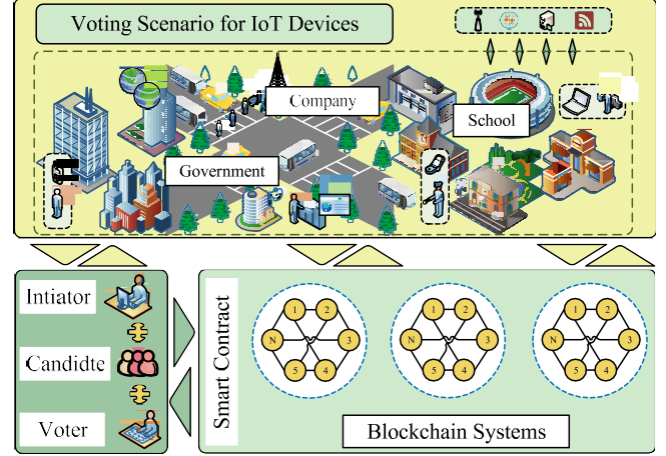 Voting Scenario for IoT Devices
Company
School
Government
Intiator
Candidte
Voter
Smart Contract
1 2
N 3
5 4
1 2
N 3
5 4
1 2
N 3
5 4
Blockchain Systems